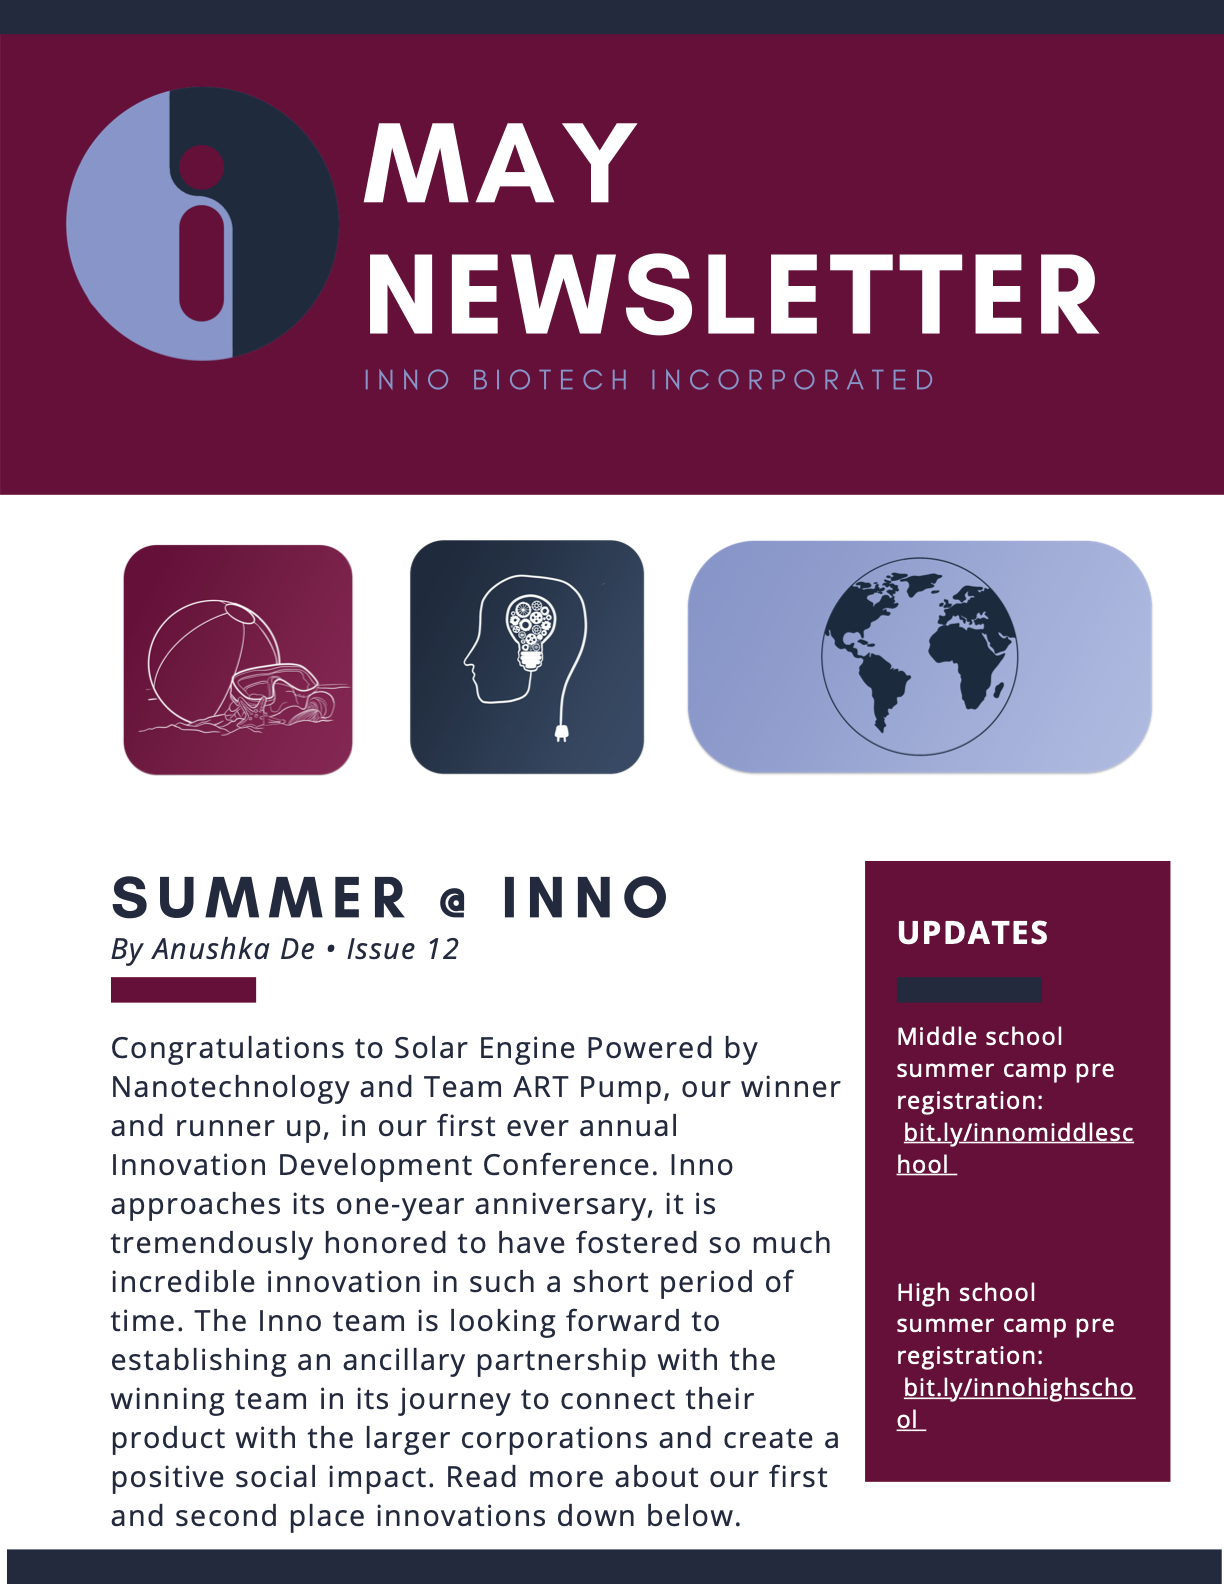 MAY
NEWSLETTER
INNO BIOTECH INCORPORATED
SUMMER @ INNO
By Anushka De • Issue 12
Congratulations to Solar Engine Powered by
Nanotechnology and Team ART Pump, our winner
and runner up, in our first ever annual
Innovation Development Conference. Inno
approaches its one-year anniversary, it is
tremendously honored to have fostered so much
incredible innovation in such a short period of
time. The Inno team is looking forward to
establishing an ancillary partnership with the
winning team in its journey to connect their
product with the larger corporations and create a
positive social impact. Read more about our first
and second place innovations down below.
UPDATES
Middle school
summer camp pre
registration:
bit.ly/innomiddlesc
hool
High school
summer camp pre
registration:
bit.ly/innohighscho
ol